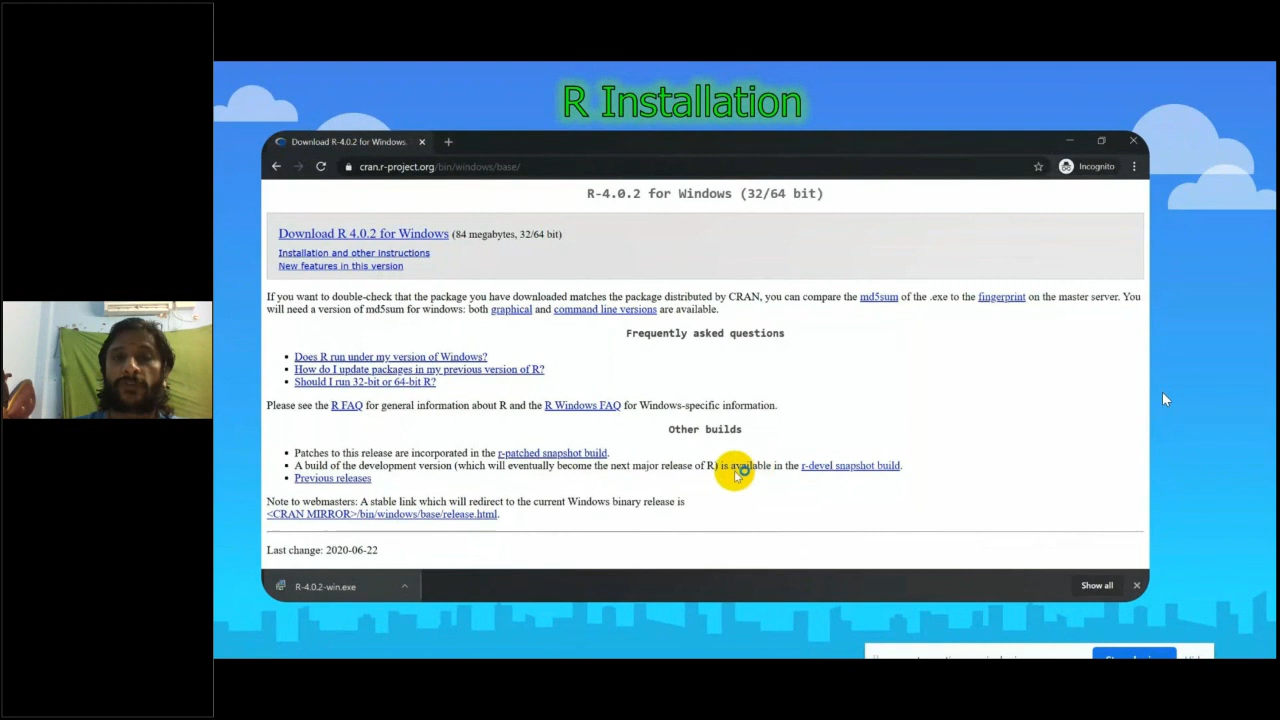 R Installation
Download R-4.0.2 for Windows.
cran.r-project.org/bin/windows/base/
Incognito
R-4.0.2 for Windows (32/64 bit)
Download R 4.0.2 for Windows (84 megabytes, 32/64 bit)
Installation and other instructions
New features in this version
If you want to double-check that the package you have downloaded matches the package distributed by CRAN, you can compare the md5sum of the .exe to the fingerprint on the master server. You
will need a version of md5sum for windows: both graphical and command line versions are available.
Frequently asked questions
• Does R run under my version of Windows?
• How do I update packages in my previous version of R?
• Should I run 32-bit or 64-bit R?
Please see the R FAQ for general information about R and the R Windows FAQ for Windows-specific information.
Other builds
• Patches to this release are incorporated in the r-patched snapshot build.
• A build of the development version (which will eventually become the next major release of R) is available in the r-devel snapshot build.
• Previous releases
Note to webmasters: A stable link which will redirect to the current Windows binary release is
<CRAN MIRROR>/bin/windows/base/release.html.
Last change: 2020-06-22
R-4.0.2-win.exe
Show all